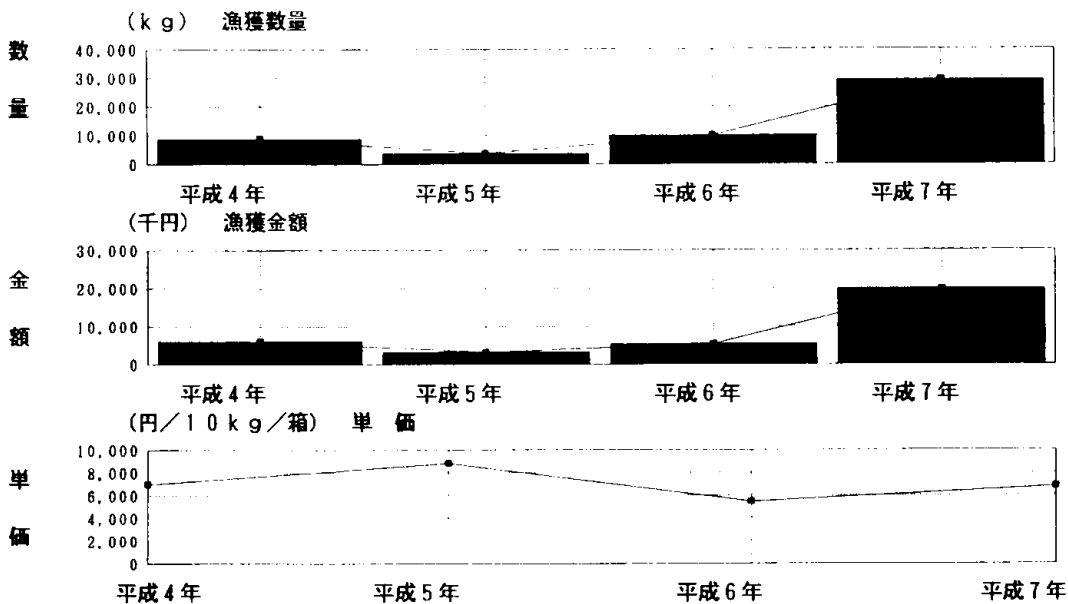 (ｋｇ) 漁獲数量
数量
40,000
30,000
20,000
10,000
0
平成４年 平成５年 平成６年 平成７年
(千円) 漁獲金額
金額
30,000
20,000
10,000
0
平成４年 平成５年 平成６年 平成７年
(円／１０ｋｇ／箱) 単 価
単価
10,000
8,000
6,000
4,000
2,000
0
平成４年 平成５年 平成６年 平成７年